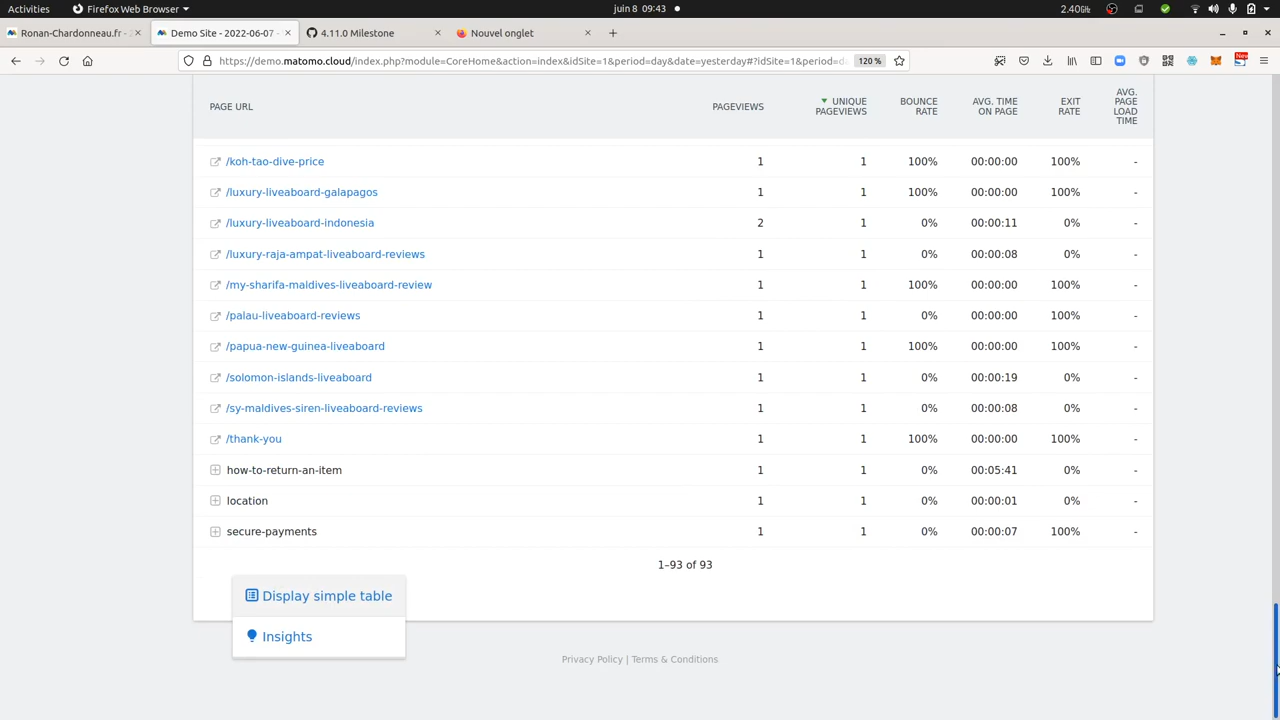 Activities Firefox Web Browser juin 8 09:43 2.40GHz
Ronan-Chardonneau.fr - Demo Site - 2022-06-07 - 4.11.0 Milestone Nouvel onglet
https://demo.matomo.cloud/index.php?module=CoreHome&action=index&idSite=1&period=day&date=yesterday#?idSite=1&period=d 120 % New
PAGE URL PAGEVIEWS UNIQUE PAGEVIEWS BOUNCE RATE AVG. TIME ON PAGE EXIT RATE AVG. PAGE LOAD TIME
/koh-tao-dive-price 1 1 100% 00:00:00 100% -
/luxury-liveaboard-galapagos 1 1 100% 00:00:00 100% -
/luxury-liveaboard-indonesia 2 1 0% 00:00:11 0% -
/luxury-raja-ampat-liveaboard-reviews 1 1 0% 00:00:08 0% -
/my-sharifa-maldives-liveaboard-review 1 1 100% 00:00:00 100% -
/palau-liveaboard-reviews 1 1 0% 00:00:00 100% -
/papua-new-guinea-liveaboard 1 1 100% 00:00:00 100% -
/solomon-islands-liveaboard 1 1 0% 00:00:19 0% -
/sy-maldives-siren-liveaboard-reviews 1 1 0% 00:00:08 0% -
/thank-you 1 1 100% 00:00:00 100% -
how-to-return-an-item 1 1 0% 00:05:41 0% -
location 1 1 0% 00:00:01 0% -
secure-payments 1 1 0% 00:00:07 100% -
1–93 of 93
Display simple table
Insights
Privacy Policy | Terms & Conditions